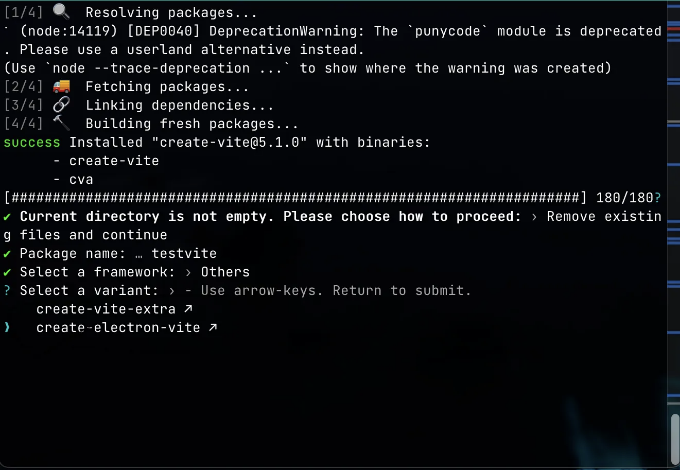 [1/4] 🔍 Resolving packages...
⠁ (node:14119) [DEP0040] DeprecationWarning: The `punycode` module is deprecated
. Please use a userland alternative instead.
(Use `node --trace-deprecation ...` to show where the warning was created)
[2/4] 🚚 Fetching packages...
[3/4] 🔗 Linking dependencies...
[4/4] 🔨 Building fresh packages...
success Installed "create-vite@5.1.0" with binaries:
      - create-vite
      - cva
[#####################################################################] 180/180?
✔ Current directory is not empty. Please choose how to proceed: › Remove existin
g files and continue
✔ Package name: … testvite
✔ Select a framework: › Others
? Select a variant: › - Use arrow-keys. Return to submit.
    create-vite-extra ↗
❯   create-electron-vite ↗